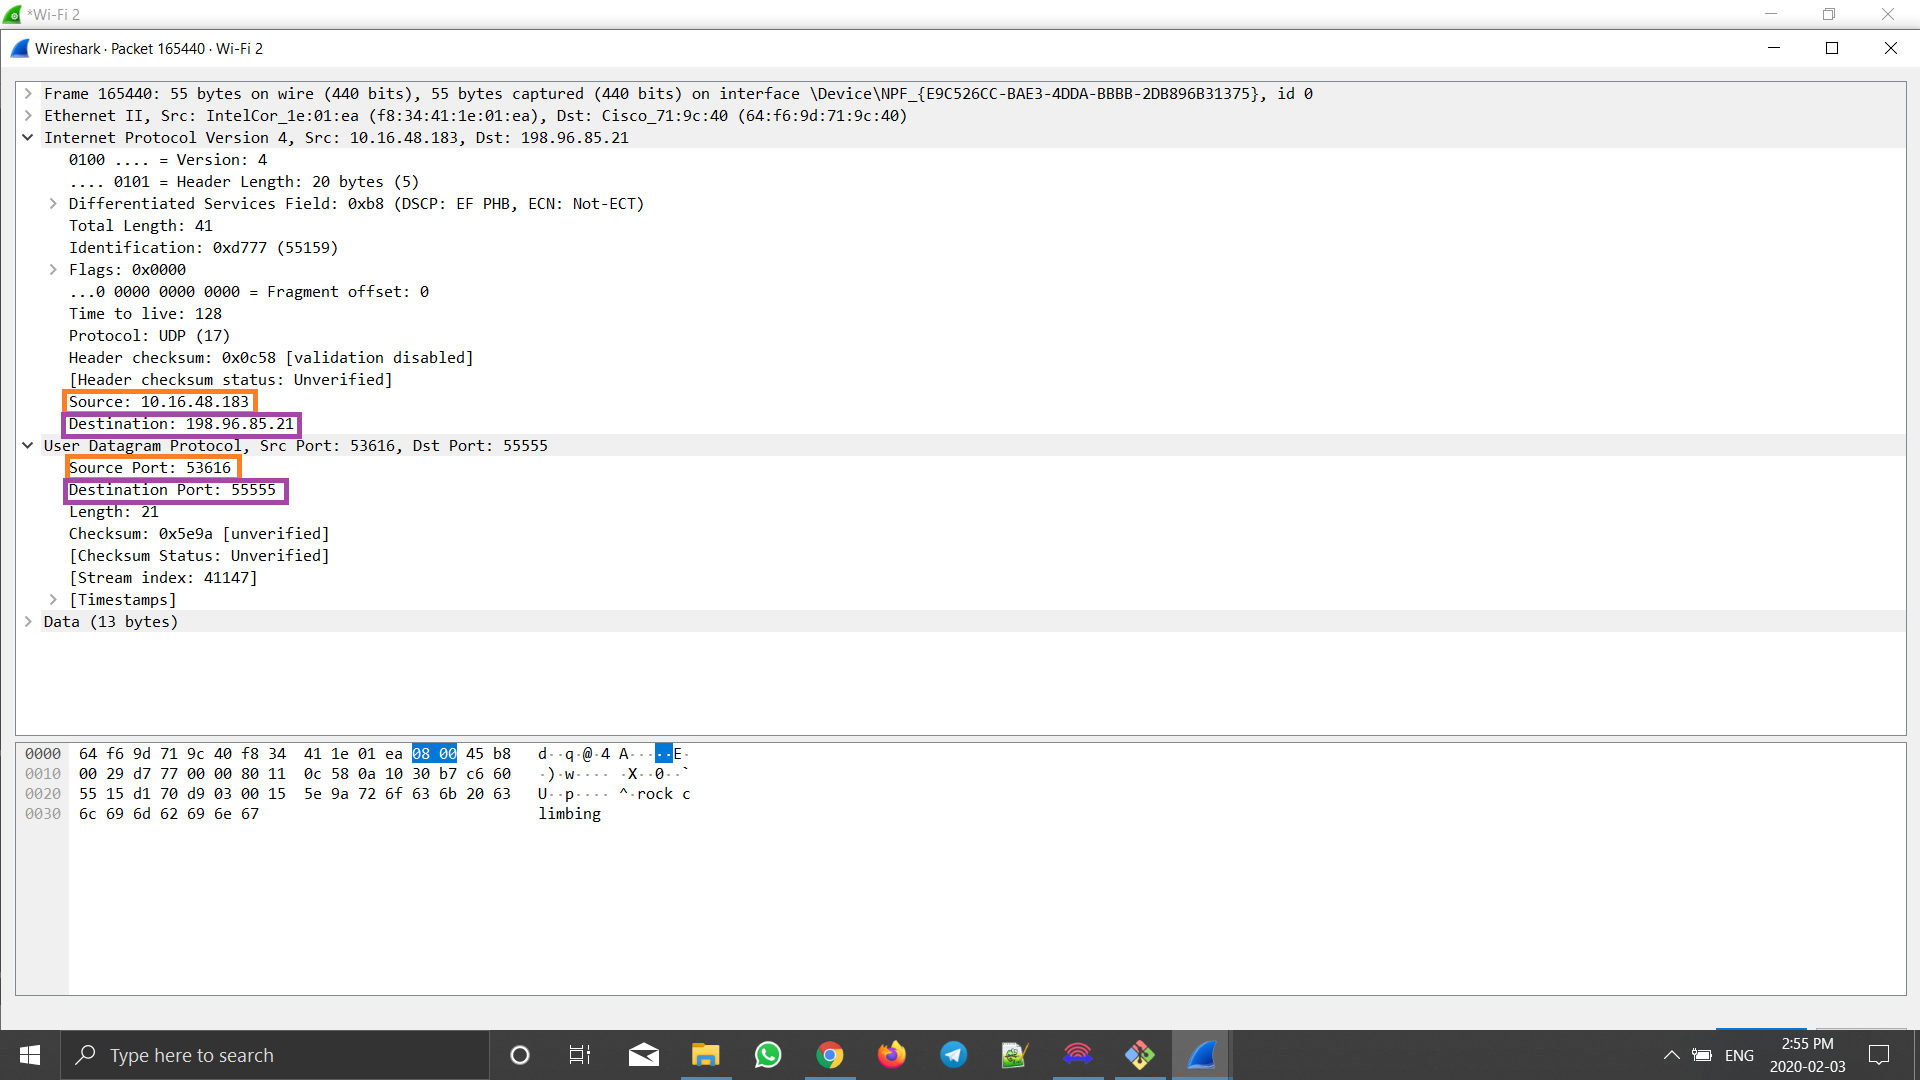 *Wi-Fi 2
Wireshark · Packet 165440 · Wi-Fi 2
Frame 165440: 55 bytes on wire (440 bits), 55 bytes captured (440 bits) on interface \Device\NPF_{E9C526CC-BAE3-4DDA-BBBB-2DB896B31375}, id 0
Ethernet II, Src: IntelCor_1e:01:ea (f8:34:41:1e:01:ea), Dst: Cisco_71:9c:40 (64:f6:9d:71:9c:40)
Internet Protocol Version 4, Src: 10.16.48.183, Dst: 198.96.85.21
0100 .... = Version: 4
.... 0101 = Header Length: 20 bytes (5)
Differentiated Services Field: 0xb8 (DSCP: EF PHB, ECN: Not-ECT)
Total Length: 41
Identification: 0xd777 (55159)
Flags: 0x0000
...0 0000 0000 0000 = Fragment offset: 0
Time to live: 128
Protocol: UDP (17)
Header checksum: 0x0c58 [validation disabled]
[Header checksum status: Unverified]
Source: 10.16.48.183
Destination: 198.96.85.21
User Datagram Protocol, Src Port: 53616, Dst Port: 55555
Source Port: 53616
Destination Port: 55555
Length: 21
Checksum: 0x5e9a [unverified]
[Checksum Status: Unverified]
[Stream index: 41147]
[Timestamps]
Data (13 bytes)
0000 64 f6 9d 71 9c 40 f8 34 41 1e 01 ea 08 00 45 b8 d··q·@·4 A·····E·
0010 00 29 d7 77 00 00 80 11 0c 58 0a 10 30 b7 c6 60 ·)·w···· ·X··0··`
0020 55 15 d1 70 d9 03 00 15 5e 9a 72 6f 63 6b 20 63 U··p···· ^·rock c
0030 6c 69 6d 62 69 6e 67 limbing
Type here to search
ENG
2:55 PM
2020-02-03